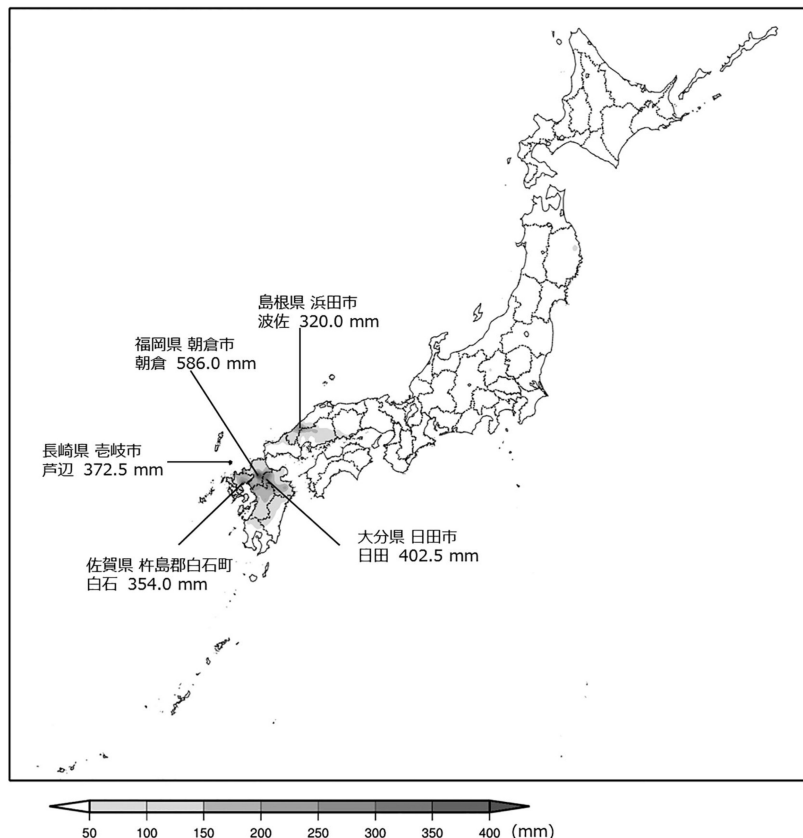 島根県 浜田市
波佐 320.0 mm
福岡県 朝倉市
朝倉 586.0 mm
長崎県 壱岐市
芦辺 372.5 mm
大分県 日田市
日田 402.5 mm
佐賀県 杵島郡白石町
白石 354.0 mm
50 100 150 200 250 300 350 400 (mm)